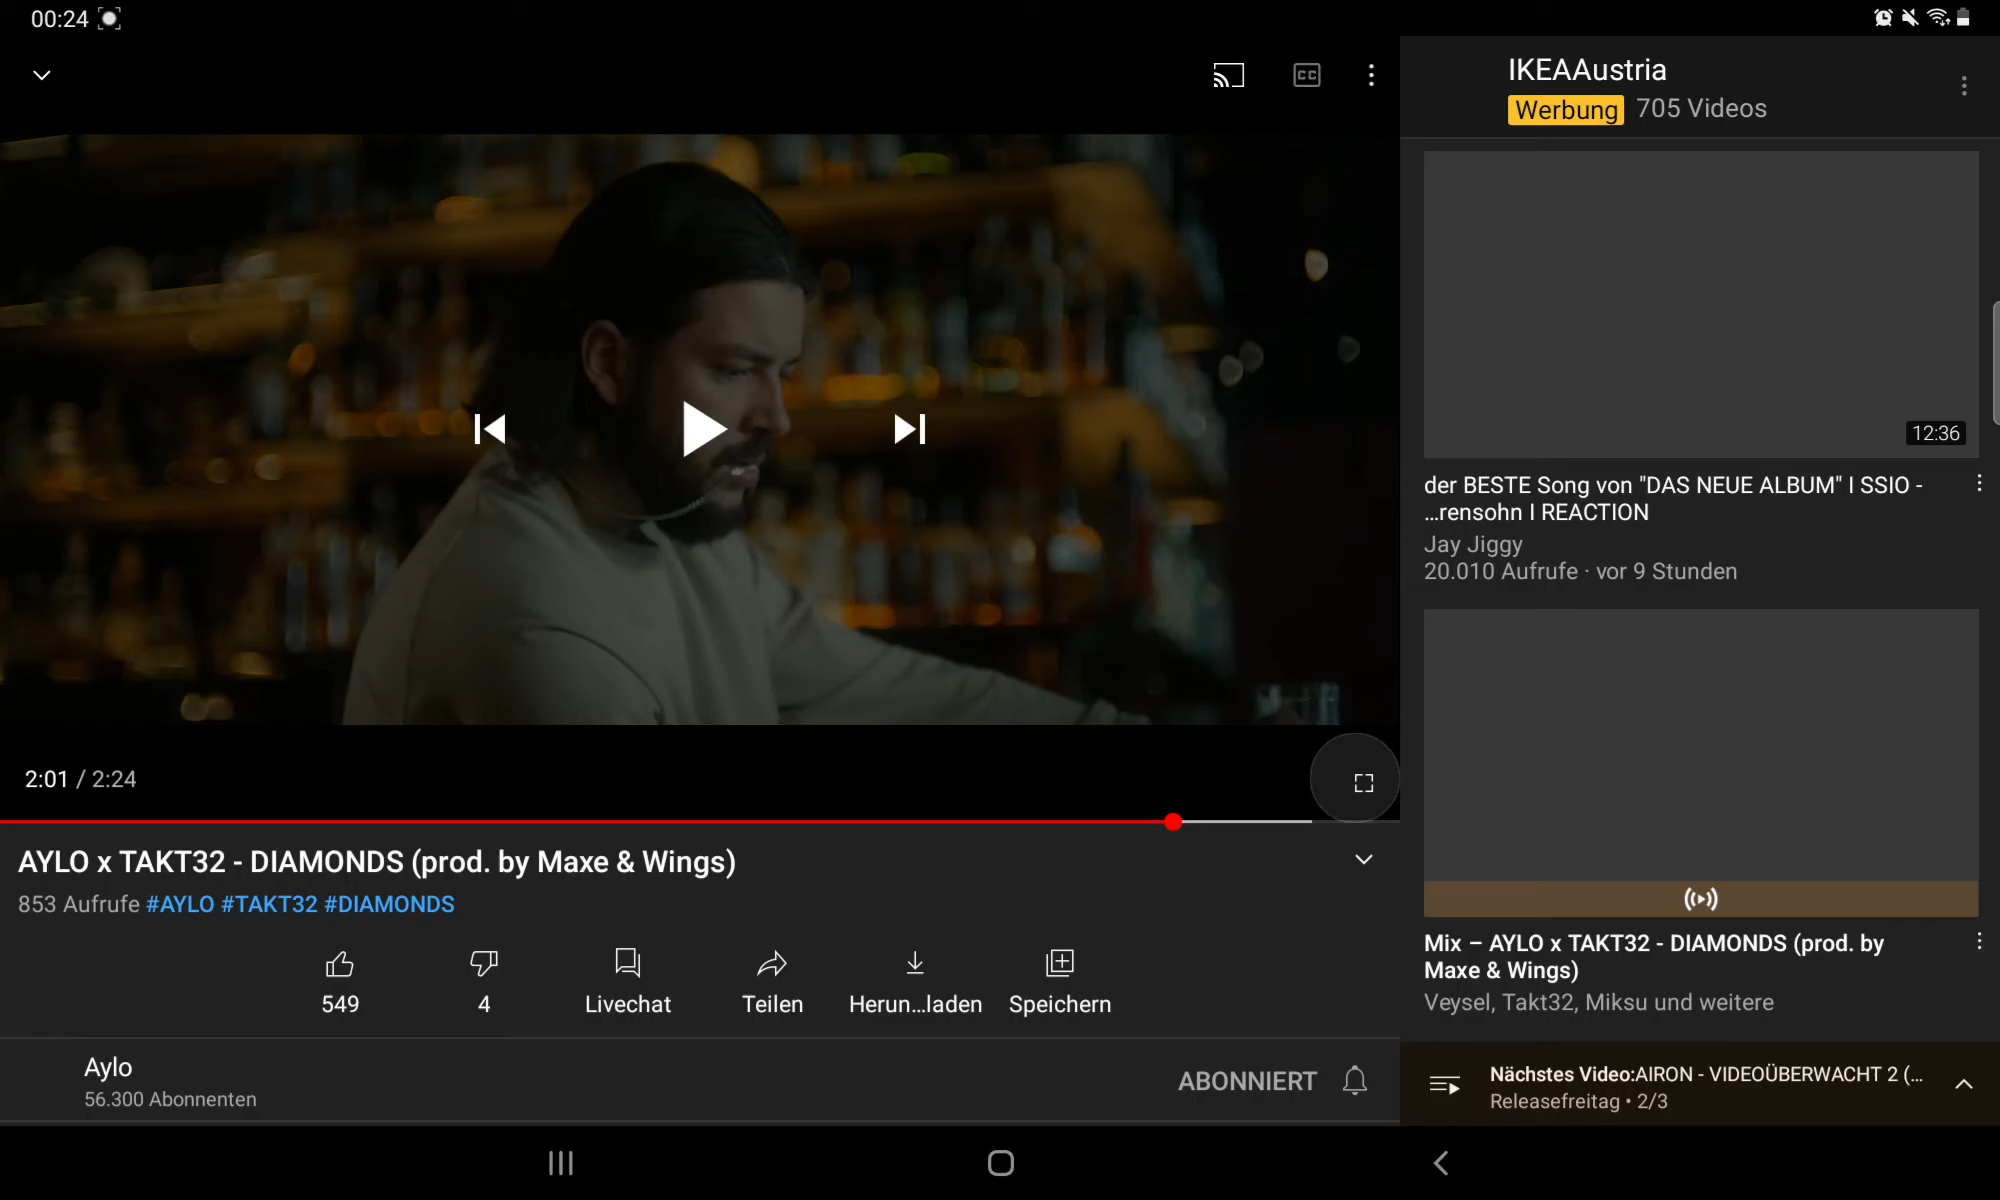 00:24
CC
2:01 / 2:24
AYLO x TAKT32 - DIAMONDS (prod. by Maxe & Wings)
853 Aufrufe #AYLO #TAKT32 #DIAMONDS
549
4
Livechat
Teilen
Herun...laden
Speichern
Aylo
56.300 Abonnenten
ABONNIERT
IKEAAustria
Werbung 705 Videos
12:36
der BESTE Song von "DAS NEUE ALBUM" I SSIO -
...rensohn I REACTION
Jay Jiggy
20.010 Aufrufe · vor 9 Stunden
Mix – AYLO x TAKT32 - DIAMONDS (prod. by
Maxe & Wings)
Veysel, Takt32, Miksu und weitere
Nächstes Video:AIRON - VIDEOÜBERWACHT 2 (...
Releasefreitag • 2/3